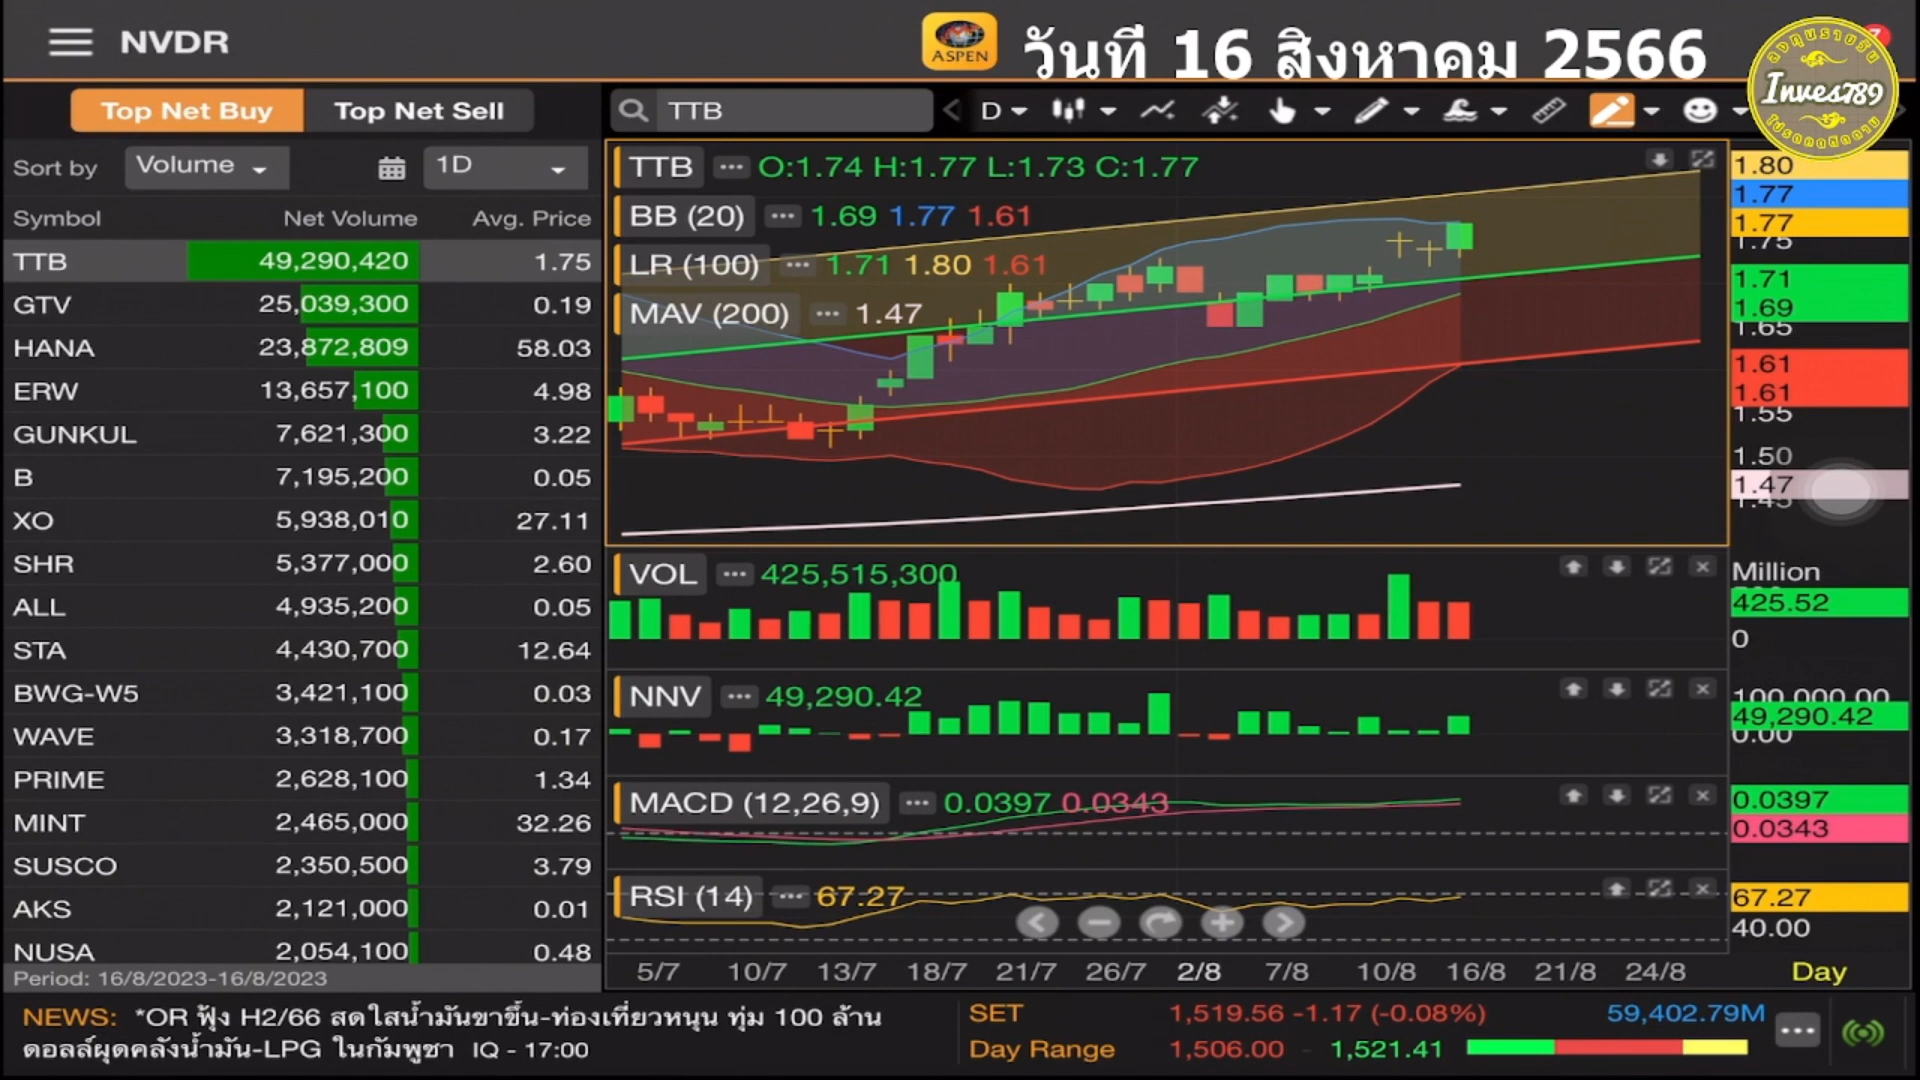 NVDR
ASPEN
วันที่ 16 สิงหาคม 2566
Inves789
Top Net Buy Top Net Sell
TTB
D
Sort by Volume 1D
Symbol Net Volume Avg. Price
TTB 49,290,420 1.75
GTV 25,039,300 0.19
HANA 23,872,809 58.03
ERW 13,657,100 4.98
GUNKUL 7,621,300 3.22
B 7,195,200 0.05
XO 5,938,010 27.11
SHR 5,377,000 2.60
ALL 4,935,200 0.05
STA 4,430,700 12.64
BWG-W5 3,421,100 0.03
WAVE 3,318,700 0.17
PRIME 2,628,100 1.34
MINT 2,465,000 32.26
SUSCO 2,350,500 3.79
AKS 2,121,000 0.01
NUSA 2,054,100 0.48
Period: 16/8/2023-16/8/2023
TTB ... O:1.74 H:1.77 L:1.73 C:1.77
BB (20) ... 1.69 1.77 1.61
LR (100) ... 1.71 1.80 1.61
MAV (200) ... 1.47
1.80
1.77
1.77
1.75
1.71
1.69
1.65
1.61
1.61
1.55
1.50
1.47
1.45
VOL ... 425,515,300
Million
425.52
0
NNV ... 49,290.42
100,000.00
49,290.42
0.00
MACD (12,26,9) ... 0.0397 0.0343
0.0397
0.0343
RSI (14) ... 67.27
67.27
40.00
5/7 10/7 13/7 18/7 21/7 26/7 2/8 7/8 10/8 16/8 21/8 24/8 Day
NEWS: *OR ฟุ้ง H2/66 สดใสน้ำมันขาขึ้น-ท่องเที่ยวหนุน ทุ่ม 100 ล้าน
ดอลล์ผุดคลังน้ำมัน-LPG ในกัมพูชา IQ - 17:00
SET 1,519.56 -1.17 (-0.08%) 59,402.79M
Day Range 1,506.00 - 1,521.41